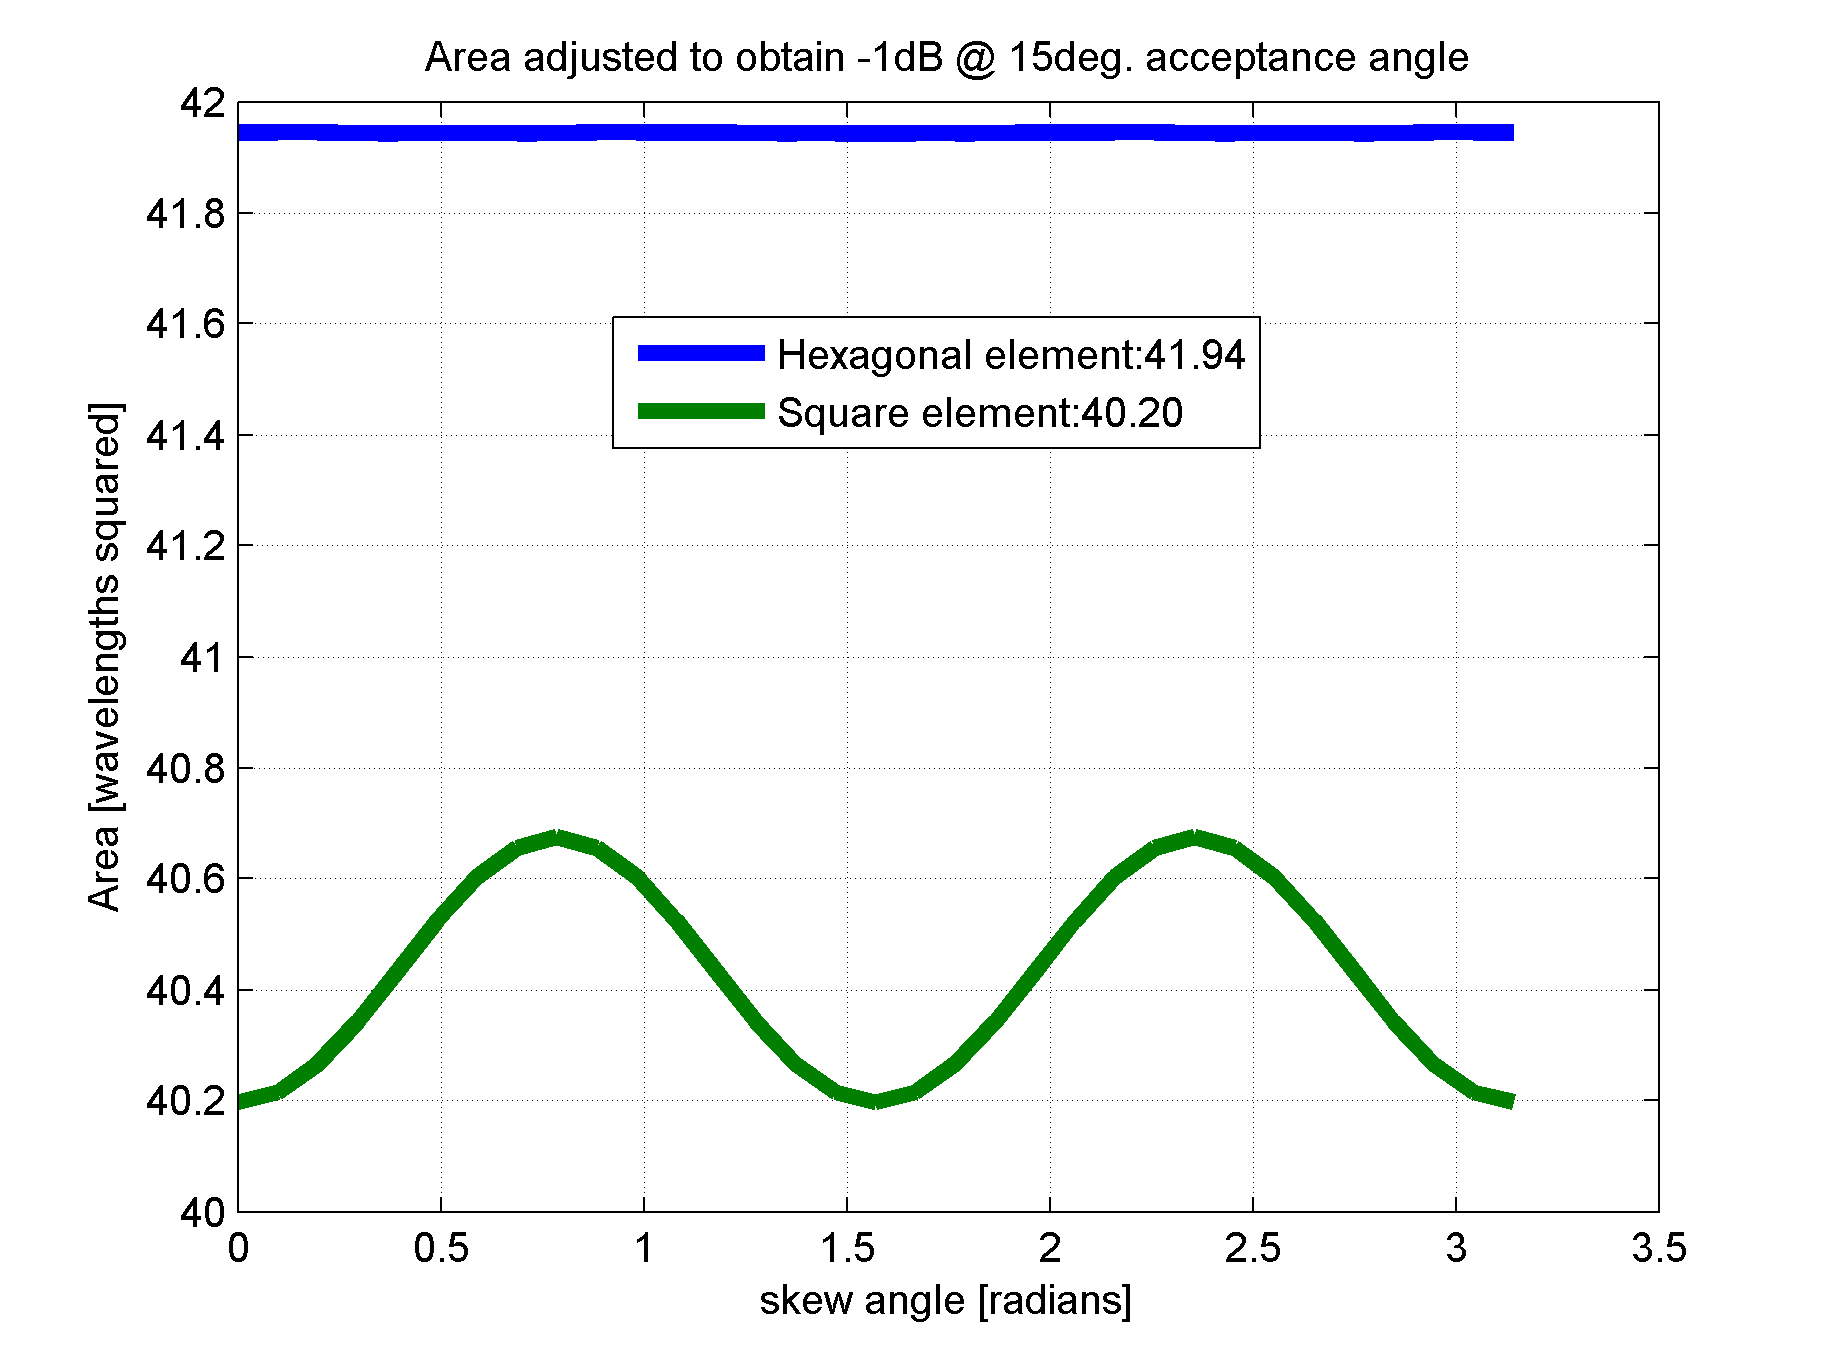 Area adjusted to obtain -1dB @ 15deg. acceptance angle
42
41.8
41.6
41.4
41.2
41
40.8
40.6
40.4
40.2
40
Area [wavelengths squared]
Hexagonal element:41.94
Square element:40.20
0 0.5 1 1.5 2 2.5 3 3.5
skew angle [radians]